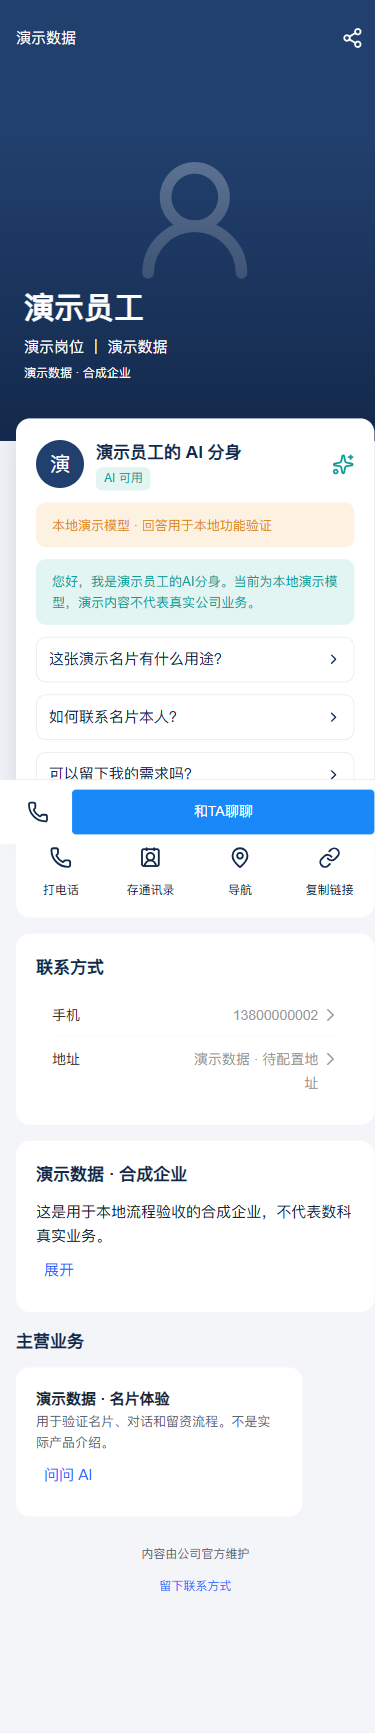 演示数据
演示员工
演示岗位 | 演示数据
演示数据 · 合成企业
演
演示员工的 AI 分身
AI 可用
本地演示模型 · 回答用于本地功能验证
您好，我是演示员工的AI分身。当前为本地演示模
型，演示内容不代表真实公司业务。
这张演示名片有什么用途?
如何联系名片本人?
可以留下我的需求吗?
和TA聊聊
打电话
存通讯录
导航
复制链接
联系方式
手机
13800000002
地址
演示数据 · 待配置地
址
演示数据 · 合成企业
这是用于本地流程验收的合成企业，不代表数科
真实业务。
展开
主营业务
演示数据 · 名片体验
用于验证名片、对话和留资流程。不是实
际产品介绍。
问问 AI
内容由公司官方维护
留下联系方式